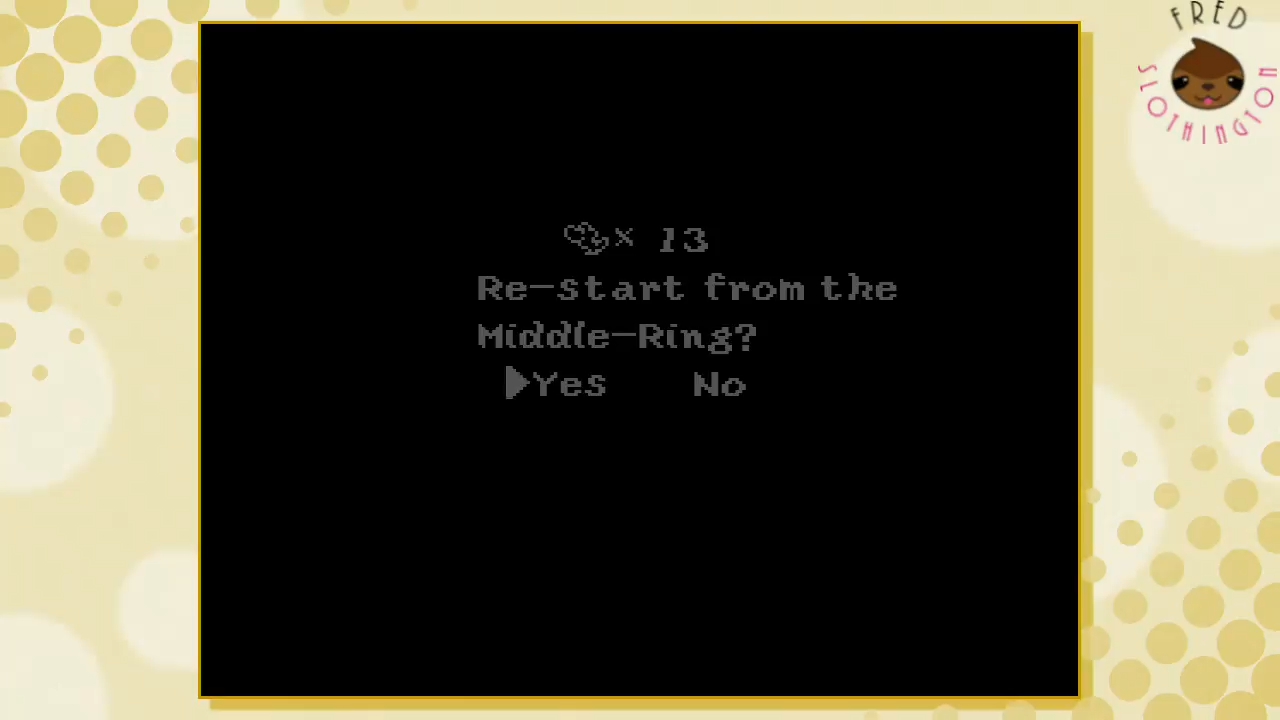 FRED
SLOTHINGTON
× 13
Re-start from the
Middle-Ring?
Yes No